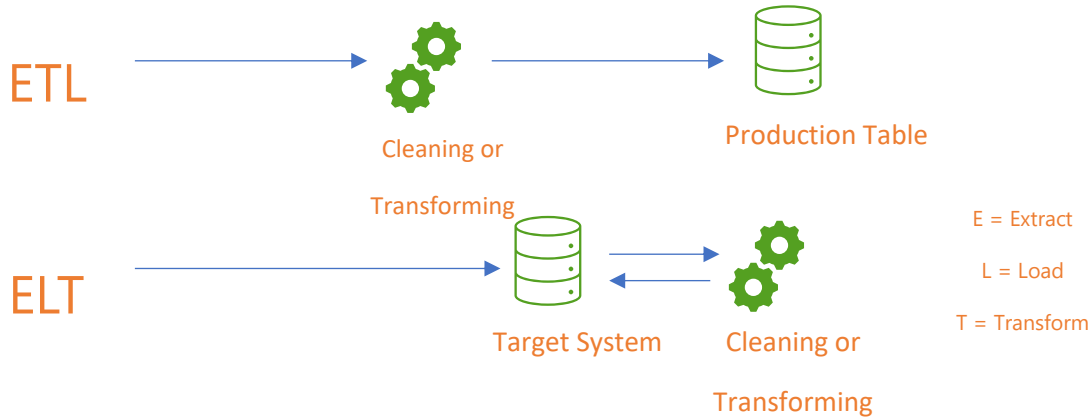 ETL
Cleaning or
Transforming
Production Table
ELT
Target System
Cleaning or
Transforming
E = Extract
L = Load
T = Transform